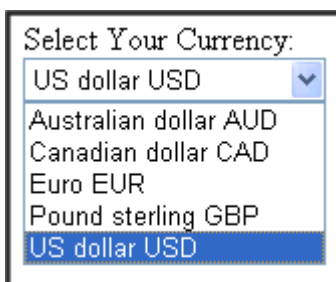 Select Your Currency:
US dollar USD
Australian dollar AUD
Canadian dollar CAD
Euro EUR
Pound sterling GBP
US dollar USD